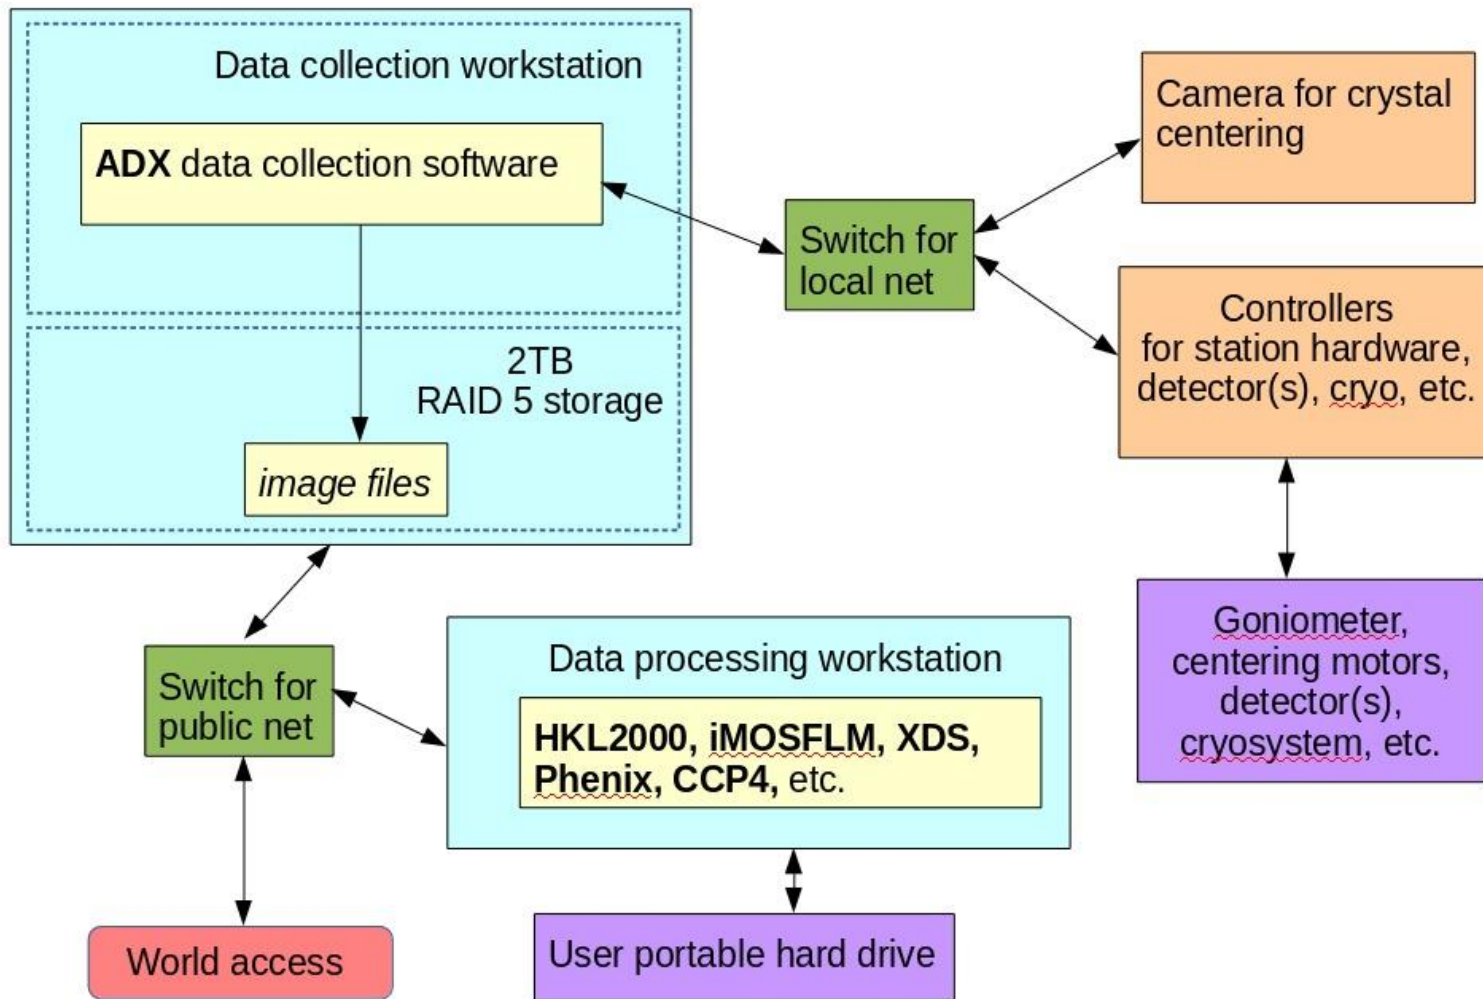 Data collection workstation
ADX data collection software
2TB
RAID 5 storage
image files
Switch for
local net
Camera for crystal
centering
Controllers
for station hardware,
detector(s), cryo, etc.
Goniometer,
centering motors,
detector(s),
cryosystem, etc.
Switch for
public net
Data processing workstation
HKL2000, iMOSFLM, XDS,
Phenix, CCP4, etc.
World access
User portable hard drive